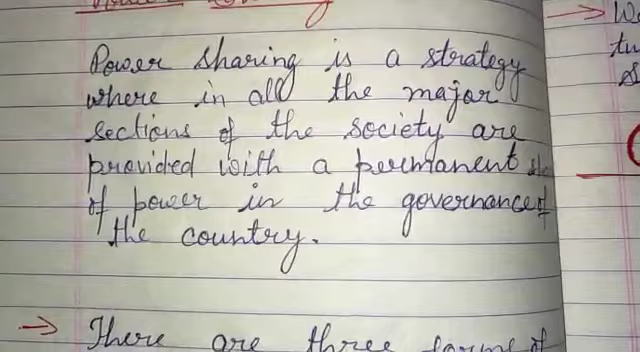 Power sharing is a strategy
where in all the major
sections of the society are
provided with a permanent
of power in the governance of
the country.
→ There are three forms of
→